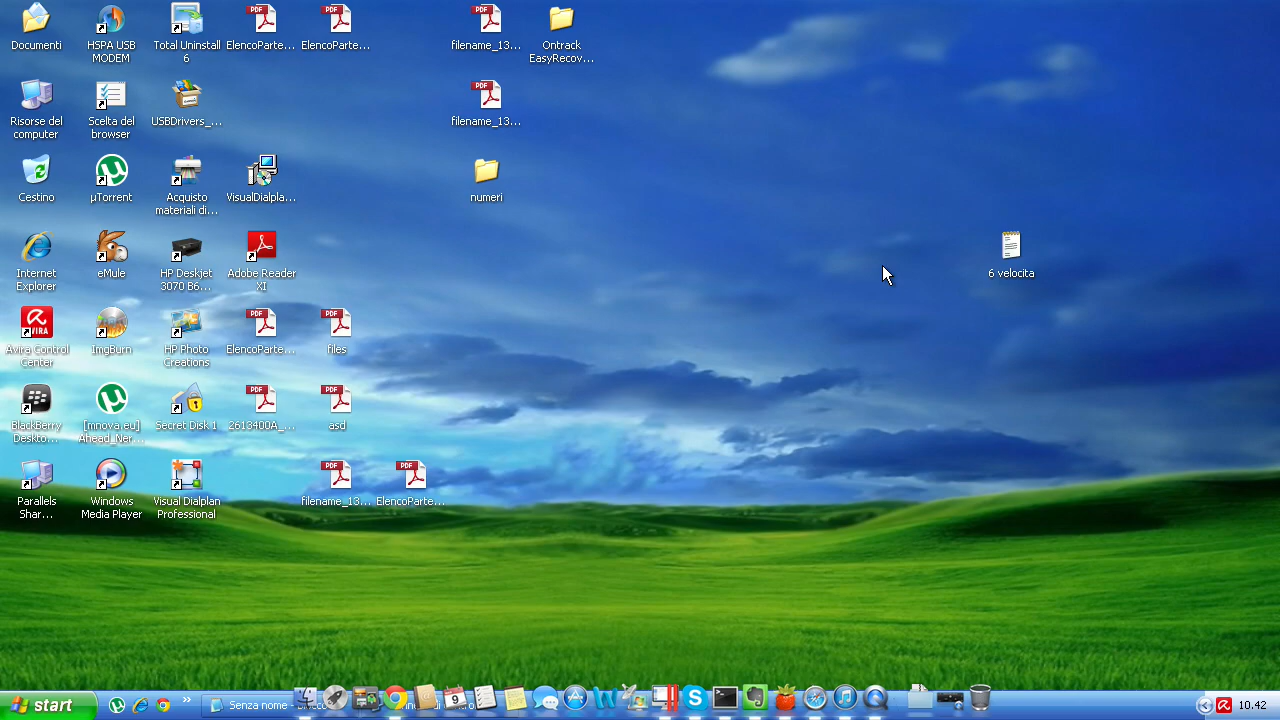 Documenti
HSPA USB
MODEM
Total Uninstall
6
ElencoParte...
ElencoParte...
filename_13...
Ontrack
EasyRecov...
Risorse del
computer
Scelta del
browser
USBDrivers_...
filename_13...
Cestino
µTorrent
Acquisto
materiali di...
VisualDialpla...
numeri
Internet
Explorer
eMule
HP Deskjet
3070 B6...
Adobe Reader
XI
6 velocita
AVIRA
Avira Control
Center
ImgBurn
HP Photo
Creations
ElencoParte...
files
BlackBerry
Deskto...
[mnova.eu]
Ahead_Ner...
Secret Disk 1
2613400A_...
asd
Parallels
Shar...
Windows
Media Player
Visual Dialplan
Professional
filename_13...
ElencoParte...
start
Senza nome
10.42